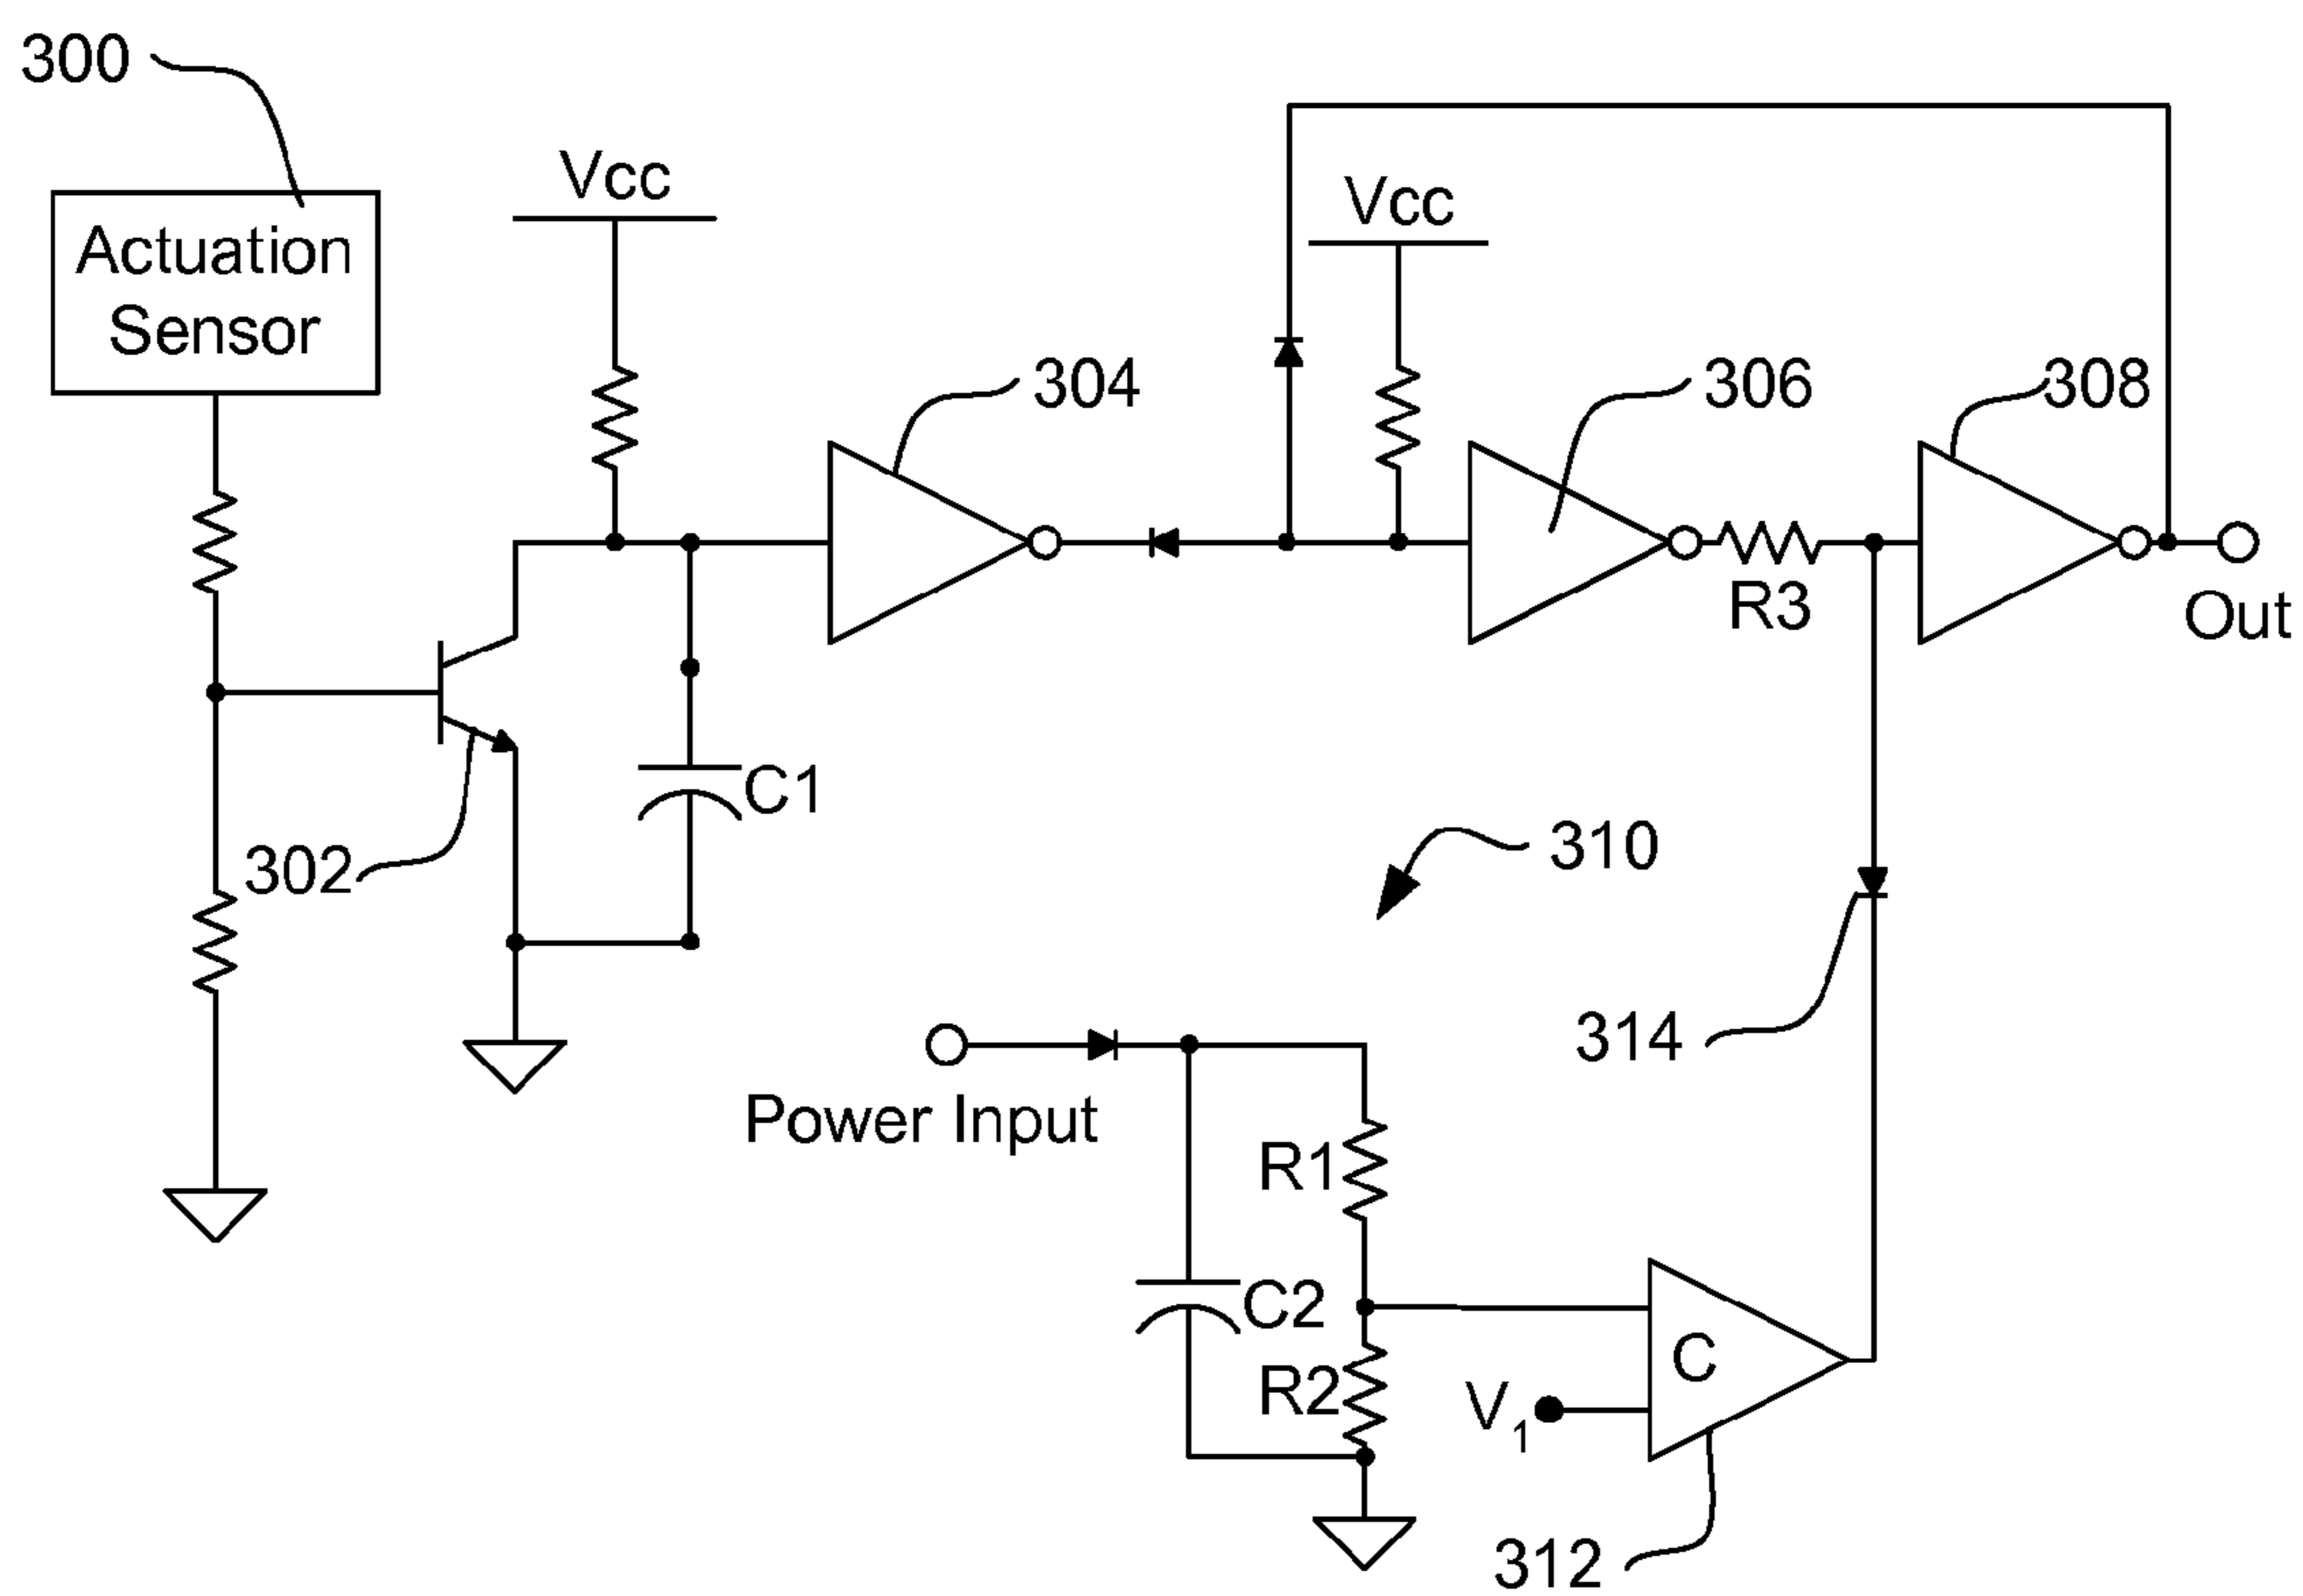 300
Vcc
Vcc
Actuation
Sensor
304
306
308
R3
Out
C1
302
310
314
Power Input
R1
C2
R2
C
V1
312